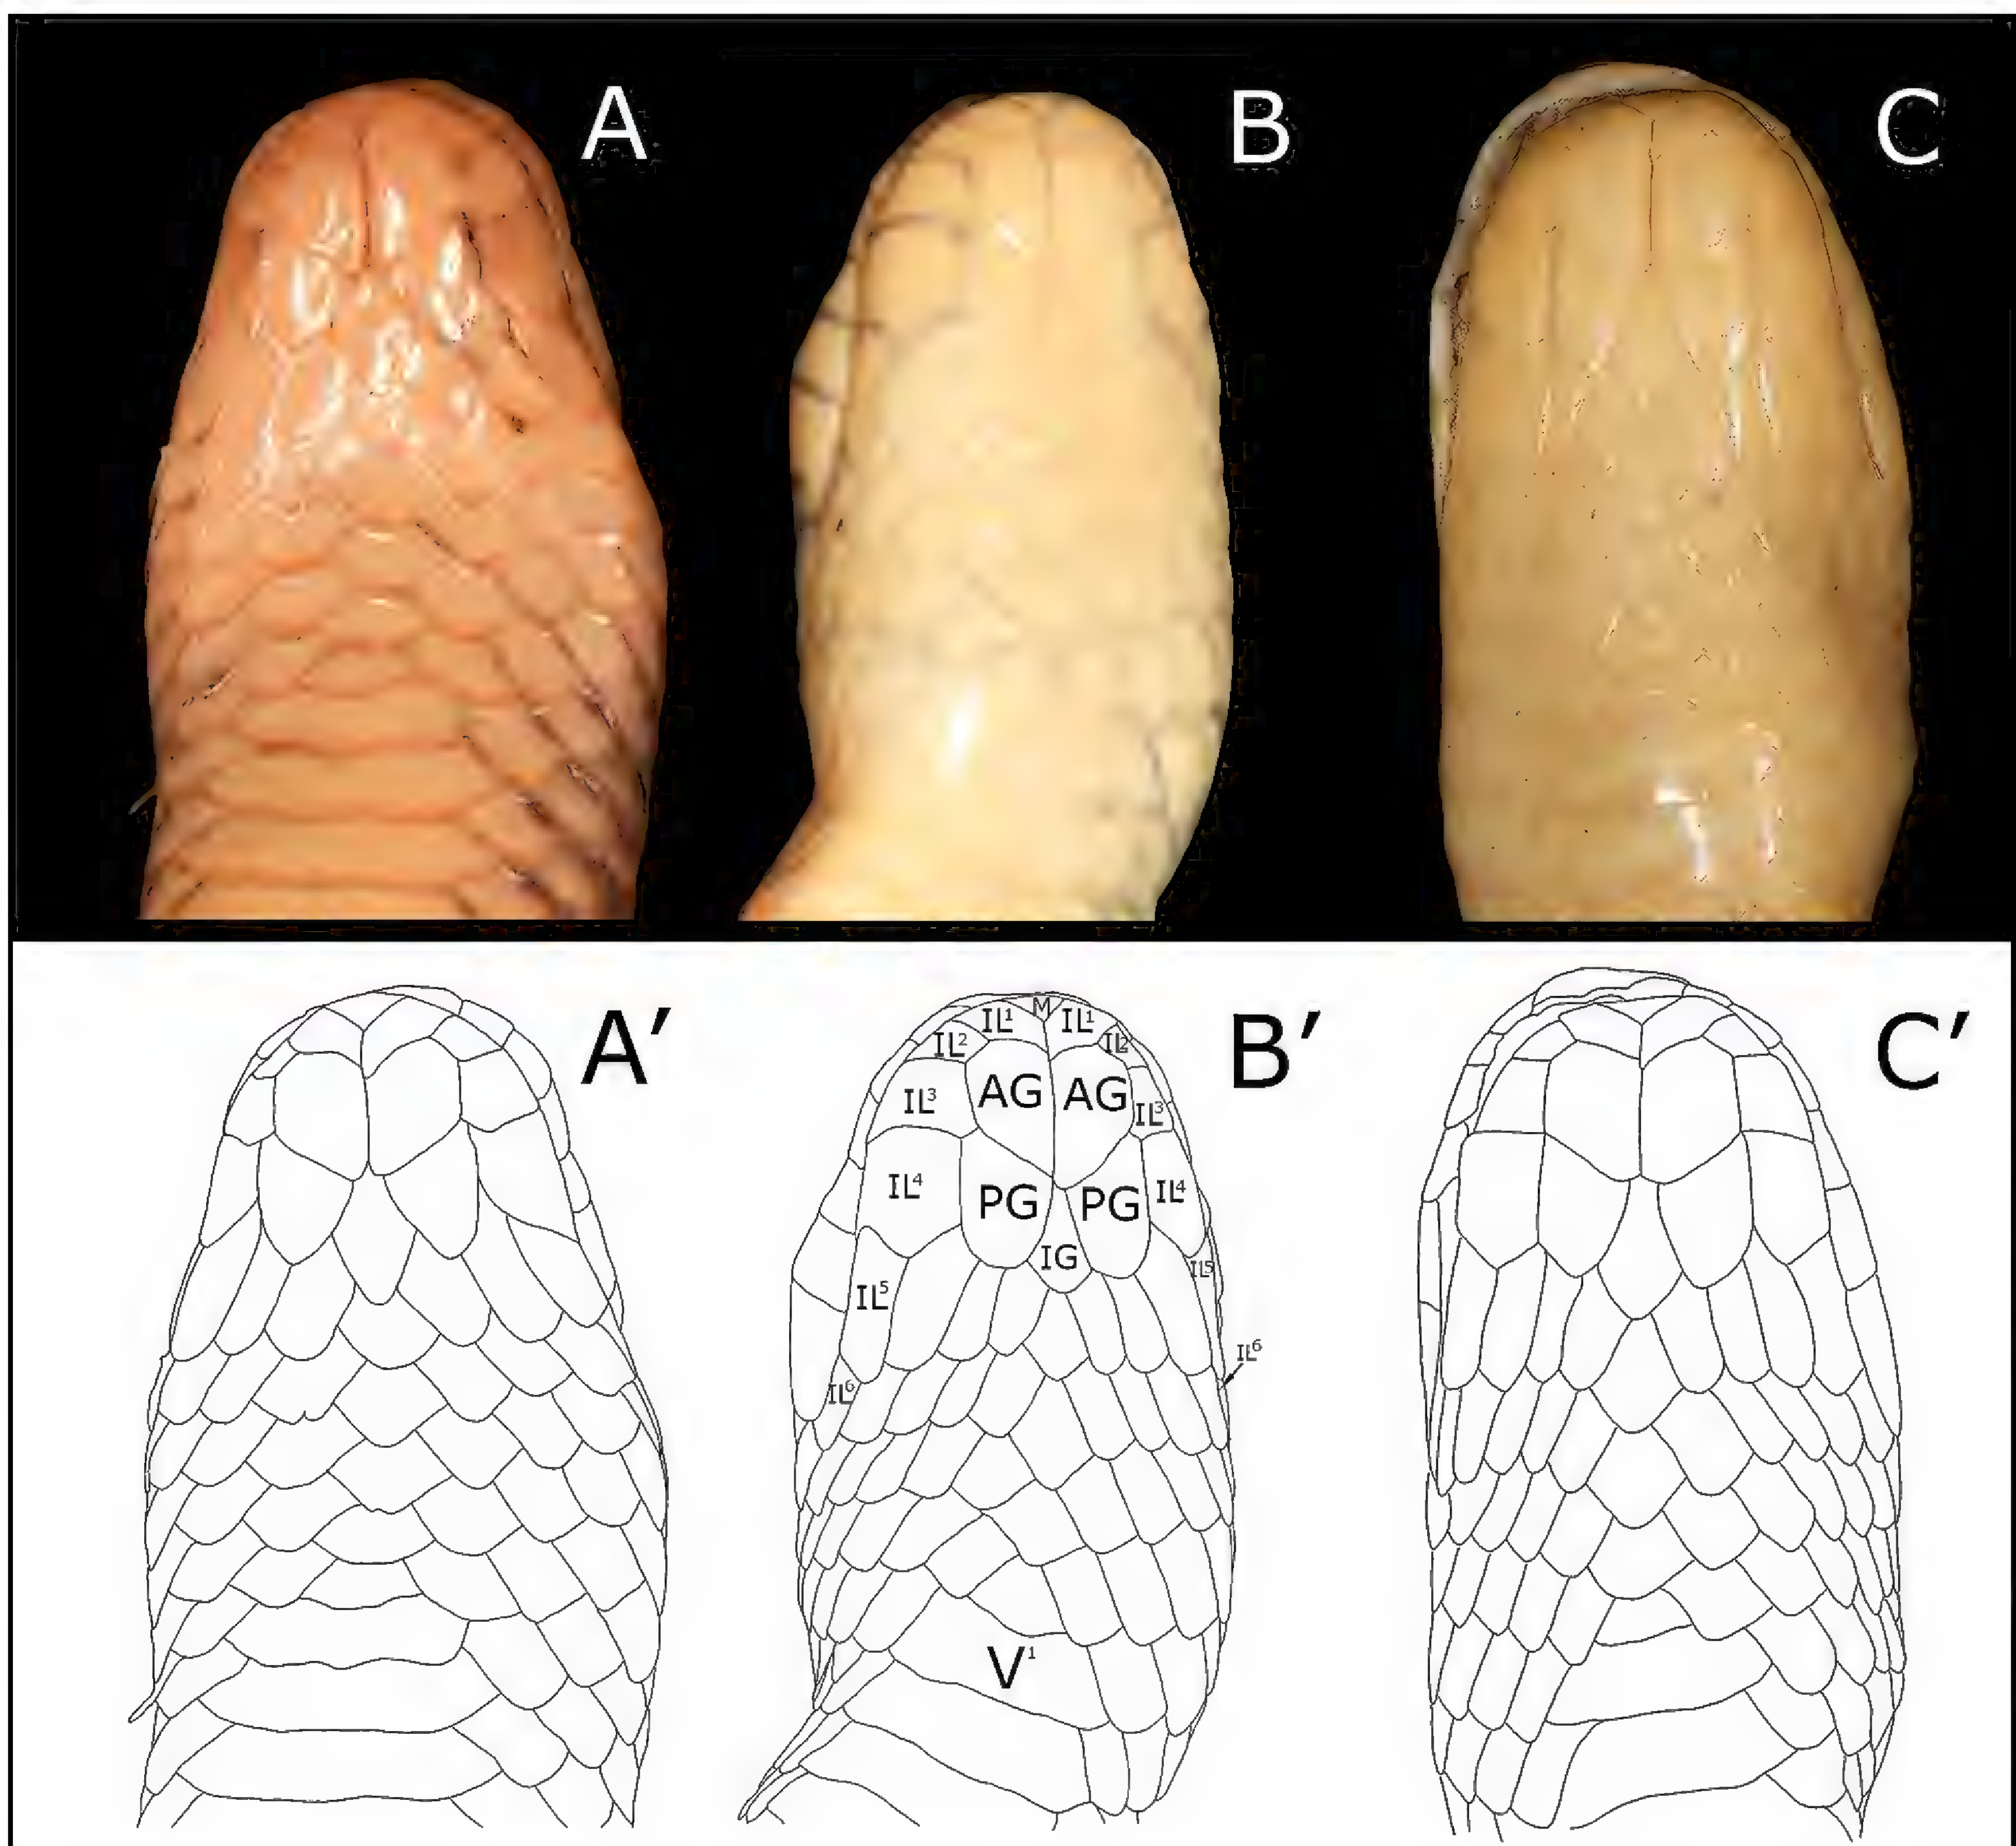 A B C
A′ B′ C′
M
IL¹ IL¹
IL² IL²
AG AG
IL³ IL³
IL⁴ PG PG IL⁴
IG
IL⁵ IL⁵
IL⁶ IL⁶
V¹